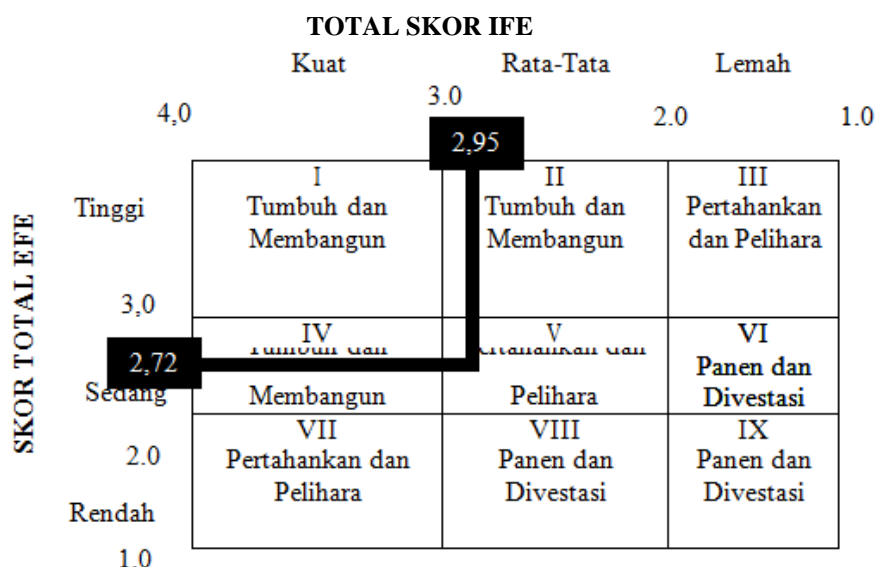 TOTAL SKOR IFE
Kuat Rata-Tata Lemah
4,0 3.0 2.0 1.0
2,95
SKOR TOTAL EFE
Tinggi
I
Tumbuh dan
Membangun
II
Tumbuh dan
Membangun
III
Pertahankan
dan Pelihara
3,0
2,72
Sedang
IV
Tumbuh dan
Membangun
V
dan
Pelihara
VI
Panen dan
Divestasi
2.0
Rendah
VII
Pertahankan dan
Pelihara
VIII
Panen dan
Divestasi
IX
Panen dan
Divestasi
1.0